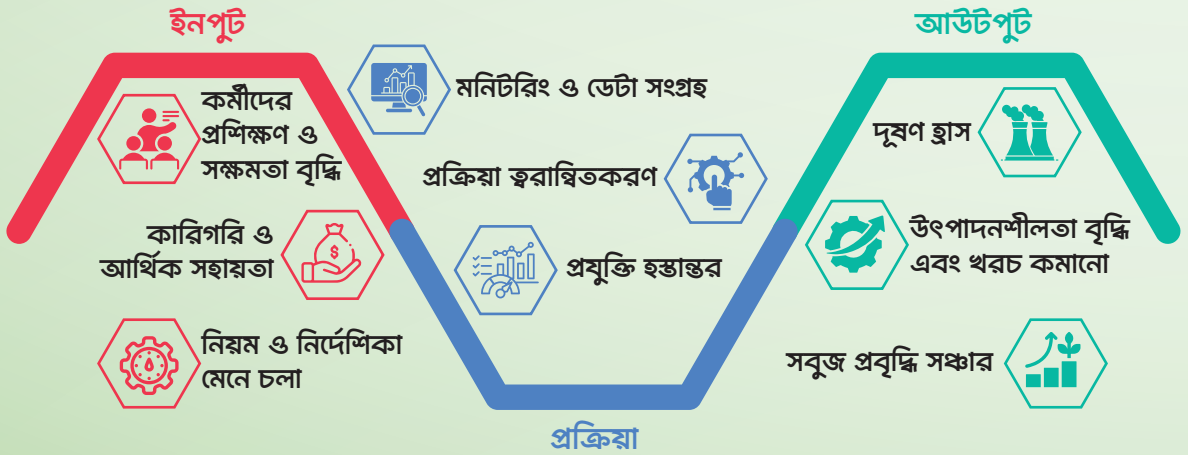 ইনপুট
কর্মীদের
প্রশিক্ষণ ও
সক্ষমতা বৃদ্ধি
কারিগরি ও
আর্থিক সহায়তা
নিয়ম ও নির্দেশিকা
মেনে চলা
মনিটরিং ও ডেটা সংগ্রহ
প্রক্রিয়া ত্বরান্বিতকরণ
প্রযুক্তি হস্তান্তর
প্রক্রিয়া
আউটপুট
দূষণ হ্রাস
উৎপাদনশীলতা বৃদ্ধি
এবং খরচ কমানো
সবুজ প্রবৃদ্ধি সঞ্চার